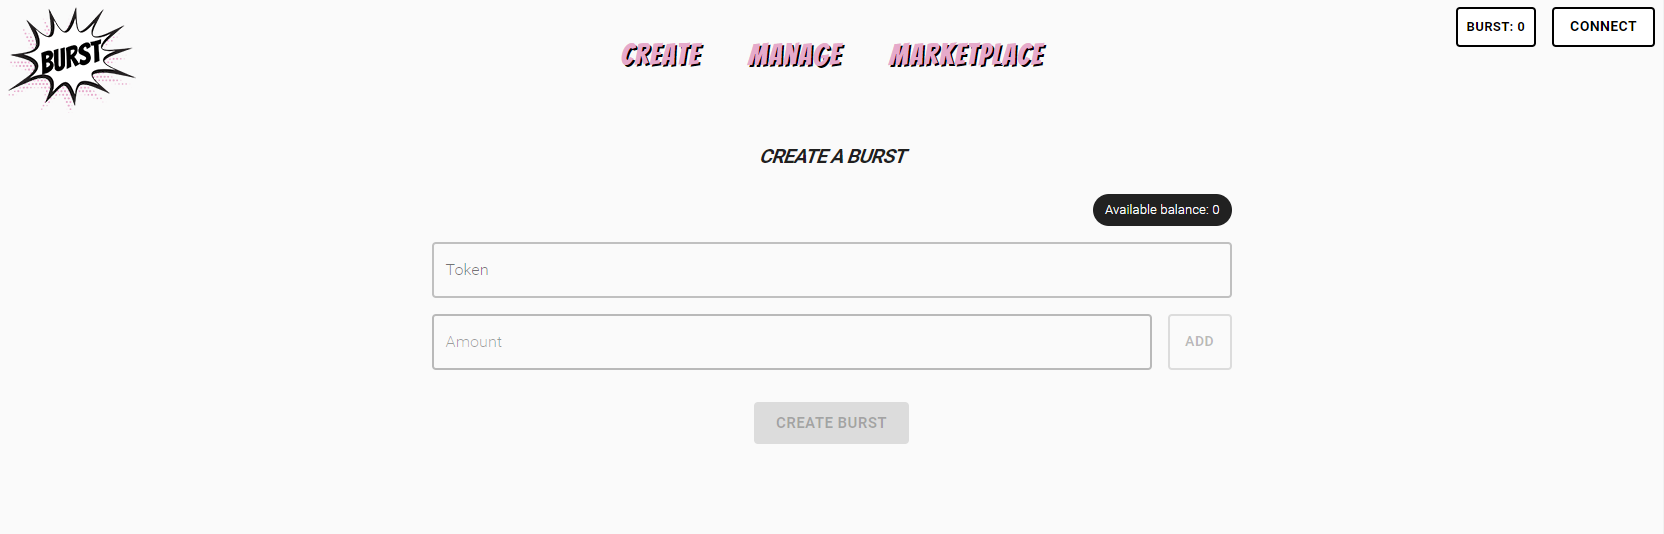 BURST
CREATE MANAGE MARKETPLACE
BURST: 0 CONNECT
CREATE A BURST
Available balance: 0
Token
Amount
ADD
CREATE BURST